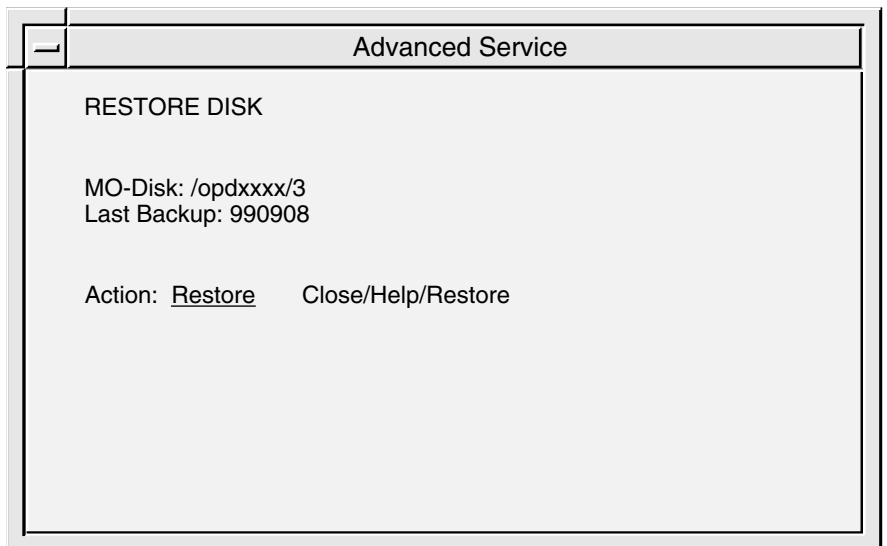 Advanced Service
RESTORE DISK
MO-Disk: /opdxxxx/3
Last Backup: 990908
Action: Restore Close/Help/Restore